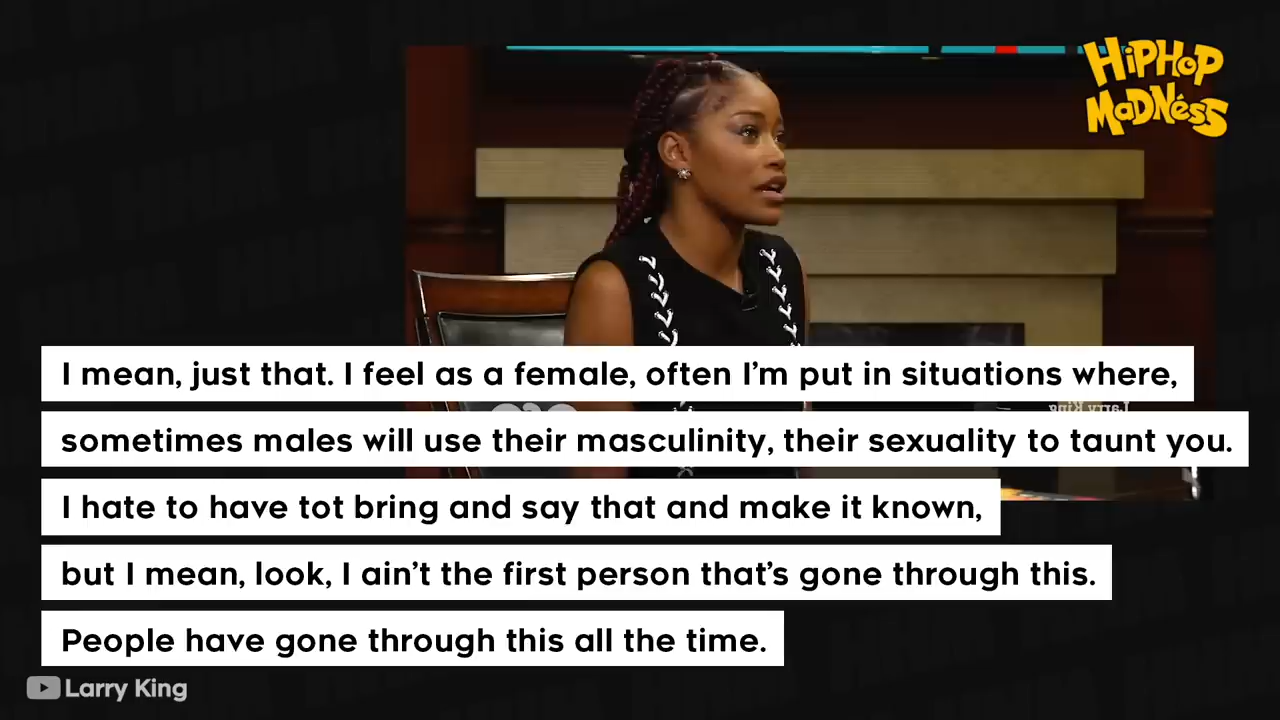 HiPHoP
MaDNéSS
I mean, just that. I feel as a female, often I'm put in situations where,
sometimes males will use their masculinity, their sexuality to taunt you.
I hate to have tot bring and say that and make it known,
but I mean, look, I ain't the first person that's gone through this.
People have gone through this all the time.
Larry King